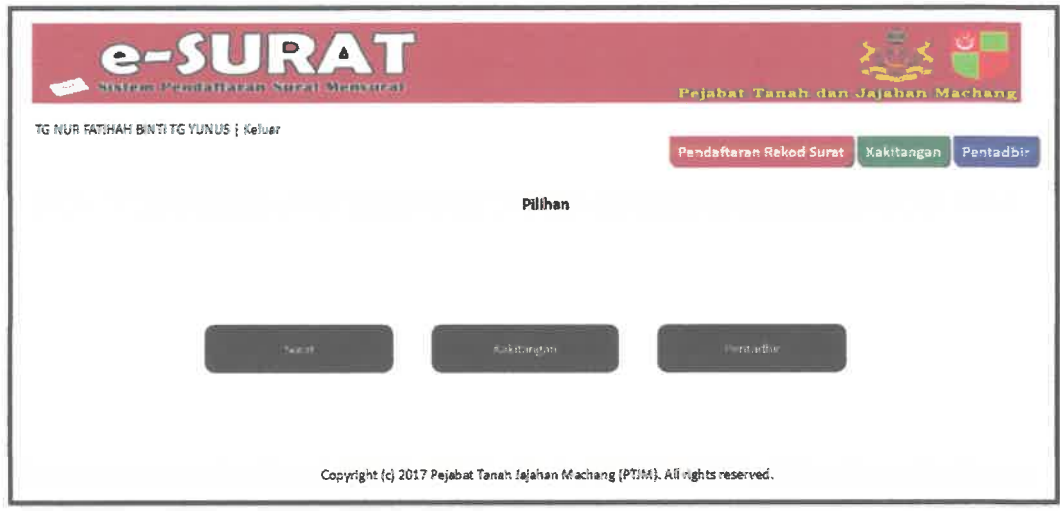 e-SURAT
Sistem Pendaftaran Surat Menyurat
Pejabat Tanah dan Jajahan Machang
TG NUR FATIHAH BINTI TG YUNUS | Keluar
Pendaftaran Rekod Surat Kakitangan Pentadbir
Pilihan
Surat Kakitangan Pentadbir
Copyright (c) 2017 Pejabat Tanah Jajahan Machang (PTJM). All rights reserved.